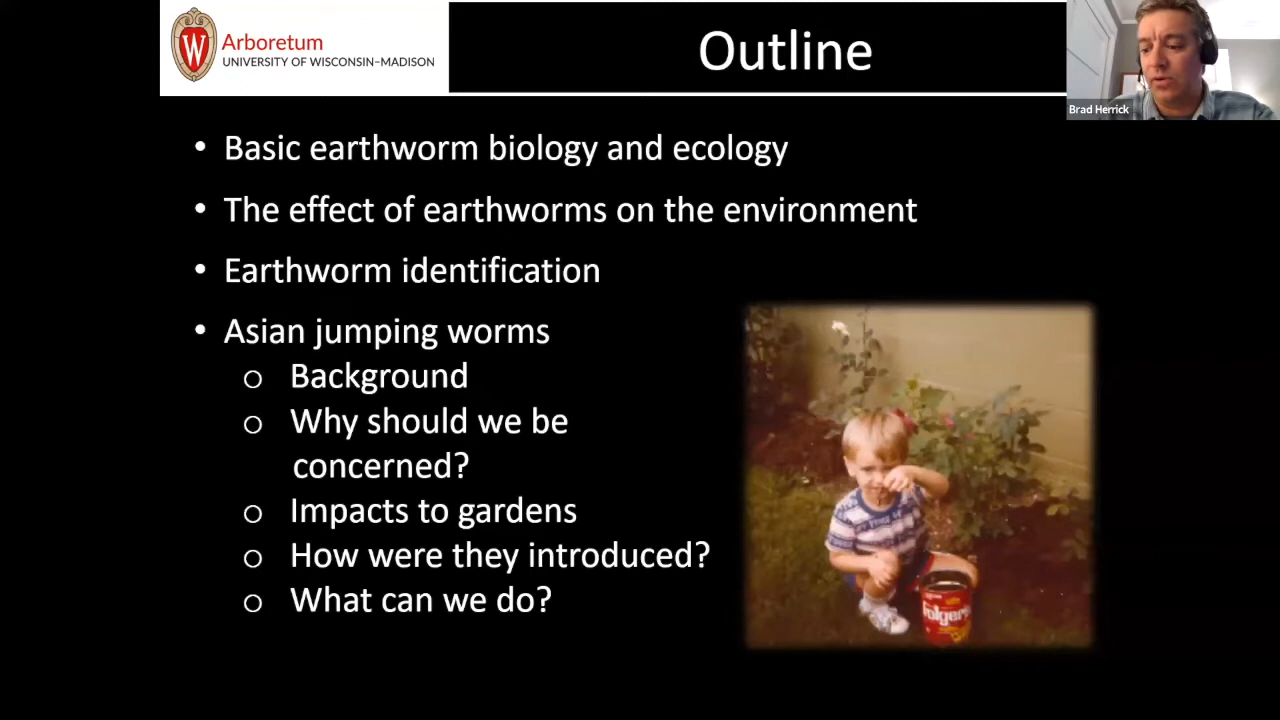 W
Arboretum
UNIVERSITY OF WISCONSIN–MADISON
Outline
Brad Herrick
• Basic earthworm biology and ecology
• The effect of earthworms on the environment
• Earthworm identification
• Asian jumping worms
o Background
o Why should we be
concerned?
o Impacts to gardens
o How were they introduced?
o What can we do?
Folgers